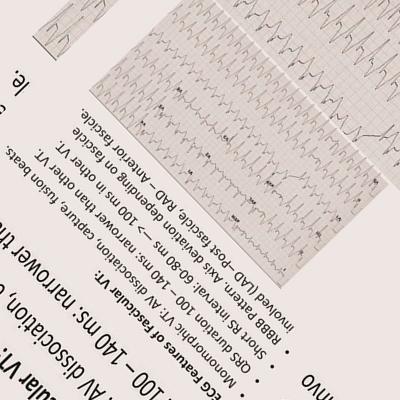 ECG Features of Fascicular VT:
• Monomorphic VT: AV dissociation, capture, fusion beats.
• QRS duration 100 – 140 ms: narrower than other VT.
• Short RS interval: 60-80 ms –> 100 ms in other VT.
• RBBB Pattern. Axis deviation depending on fascicle
involved (LAD –Post fascicle, RAD – Anterior fascicle.
ular VT:
AV dissociation,
100 – 140 ms: narrower
invo
le.